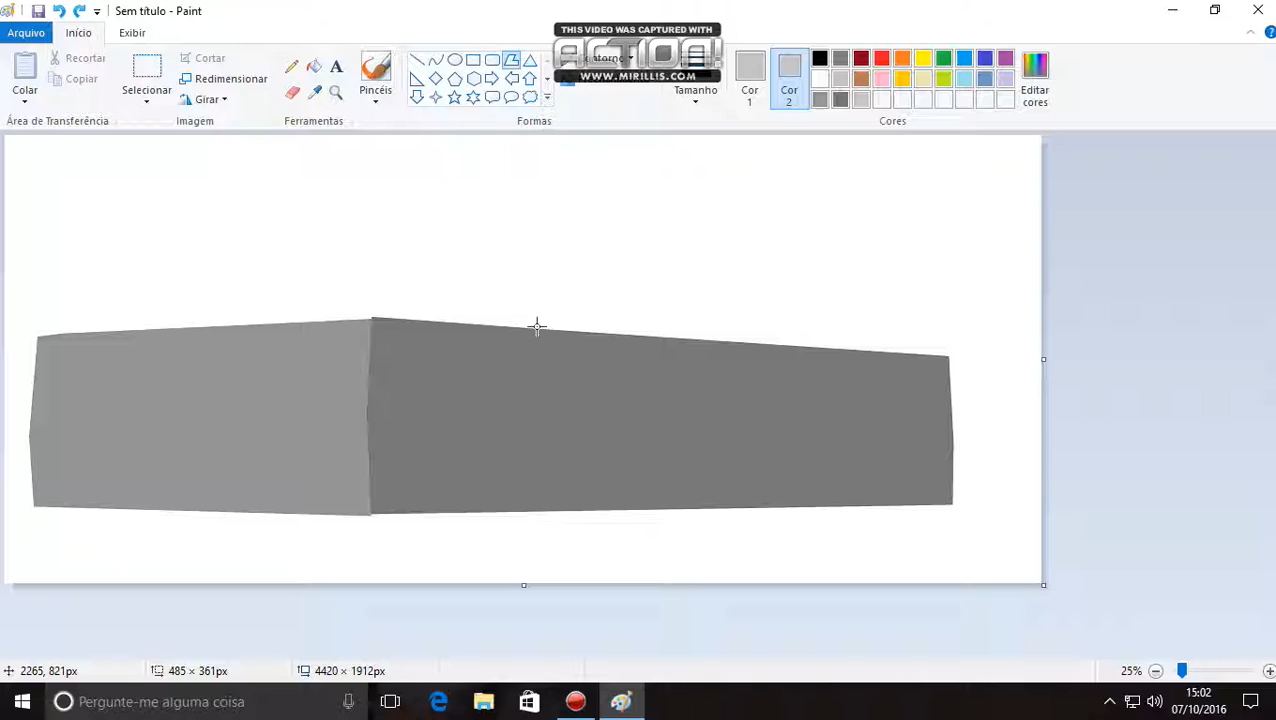 Sem título - Paint
THIS VIDEO WAS CAPTURED WITH
ACTION!
WWW.MIRILLIS.COM
Arquivo
Início
Exibir
Colar
Recortar
Copiar
Área de Transferência
Selecionar
Cortar
Redimensionar
Girar
Imagem
A
Ferramentas
Pincéis
Formas
Tamanho
Cor
1
Cor
2
Cores
Editar
cores
2265, 821px
485 × 361px
4420 × 1912px
25%
Pergunte-me alguma coisa
15:02
07/10/2016